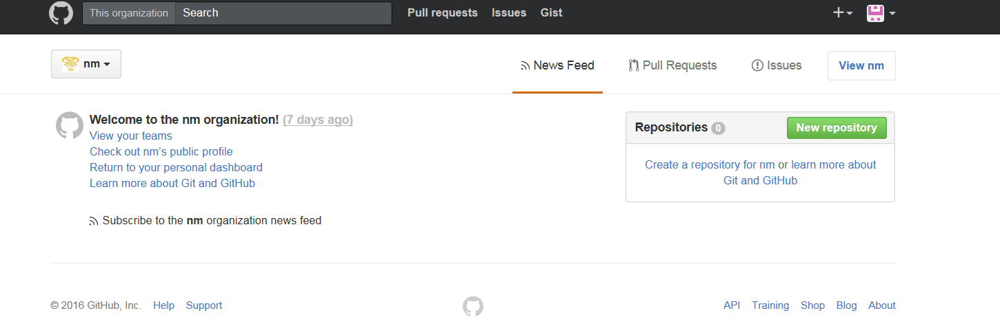 This organization Search Pull requests Issues Gist
nm News Feed Pull Requests Issues View nm
Welcome to the nm organization! (7 days ago)
View your teams
Check out nm’s public profile
Return to your personal dashboard
Learn more about Git and GitHub
Subscribe to the nm organization news feed
Repositories 0 New repository
Create a repository for nm or learn more about
Git and GitHub
© 2016 GitHub, Inc. Help Support API Training Shop Blog About